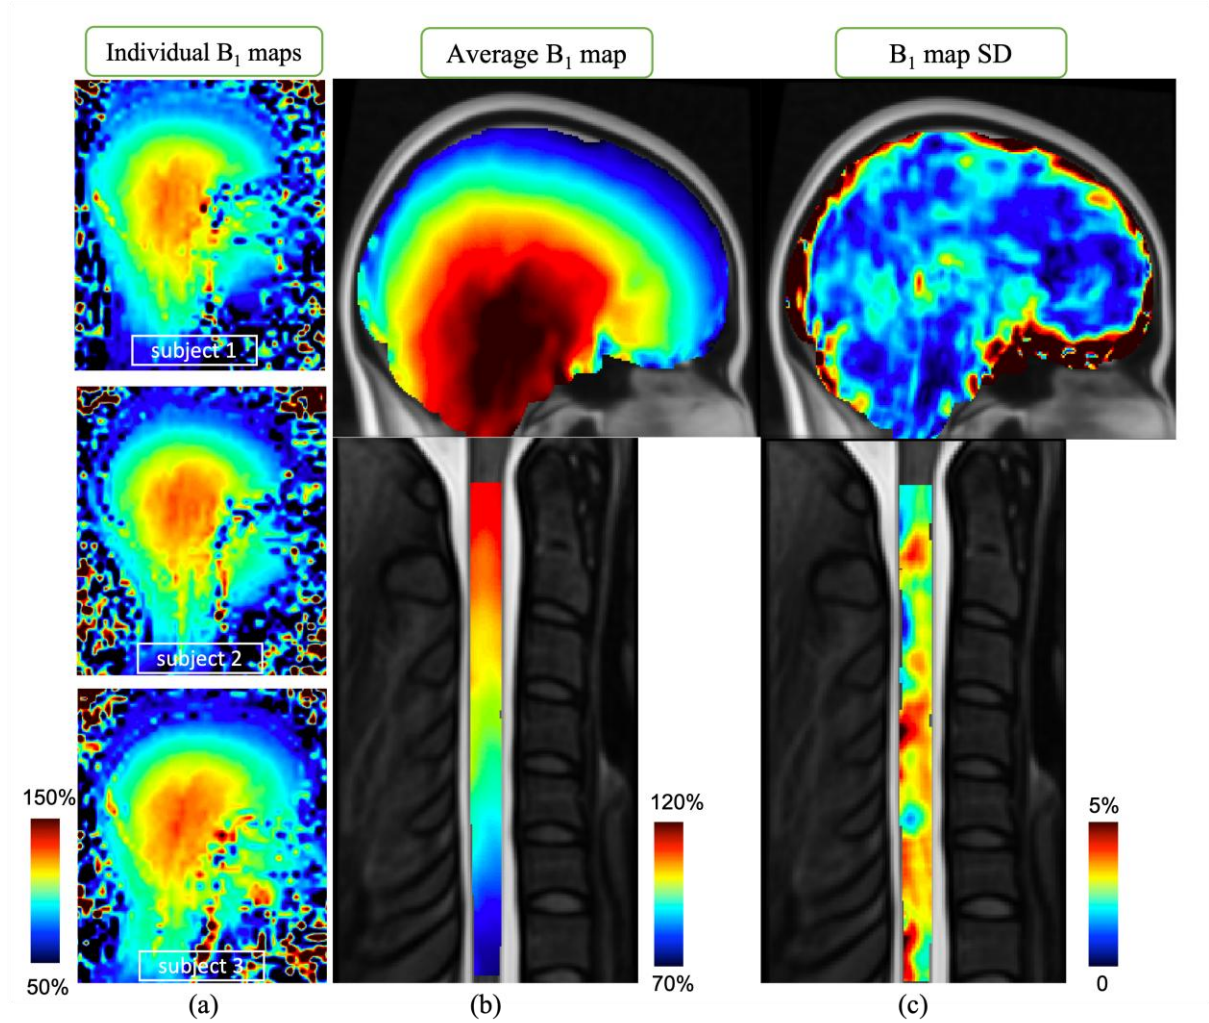 Individual B₁ maps
Average B₁ map
B₁ map SD
subject 1
subject 2
subject 3
150%
50%
120%
70%
5%
0
(a)
(b)
(c)